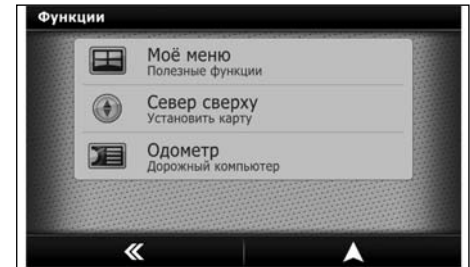 Функции
Моё меню
Полезные функции
Север сверху
Установить карту
Одометр
Дорожный компьютер